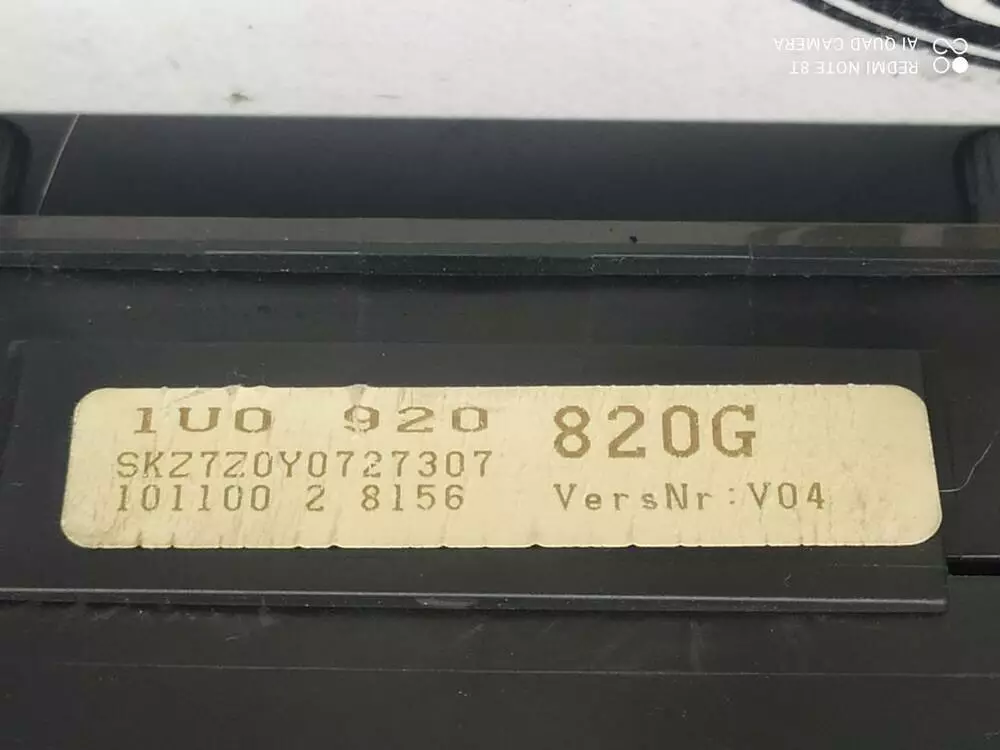 REDMI NOTE 8T
AI QUAD CAMERA
1U0 920 820G
SKZ7Z0Y0727307
101100 2 8156 VersNr:V04